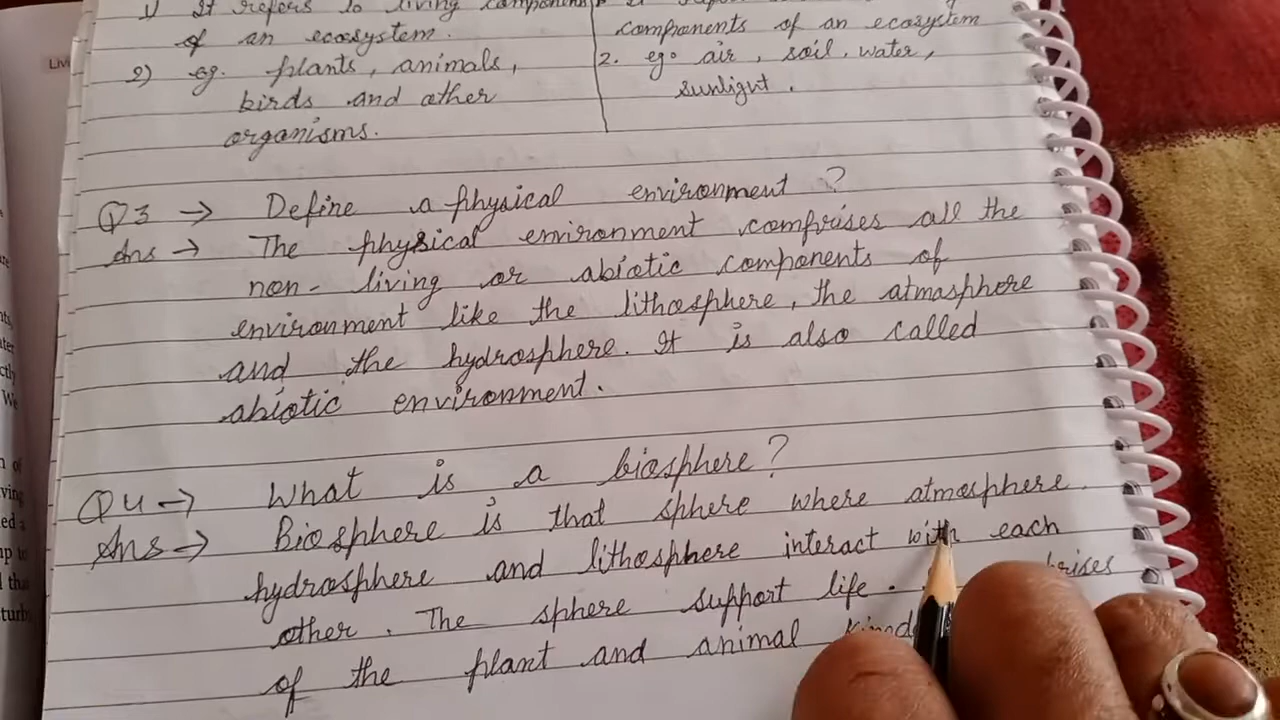 1) It refers to living components
of an ecosystem.
2) eg. plants, animals,
birds and other
organisms.
components of an ecosystem
2. eg. air, soil, water,
sunlight.
Q3 → Define a physical environment ?
Ans → The physical environment comprises all the
non-living or abiotic components of
environment like the lithosphere, the atmasphere
and the hydrosphere. It is also called
abiotic environment.
Q4 → What is a biosphere?
Ans → Biosphere is that sphere where atmosphere
hydrosphere and lithosphere interact with each
other. The sphere support life.
of the plant and animal